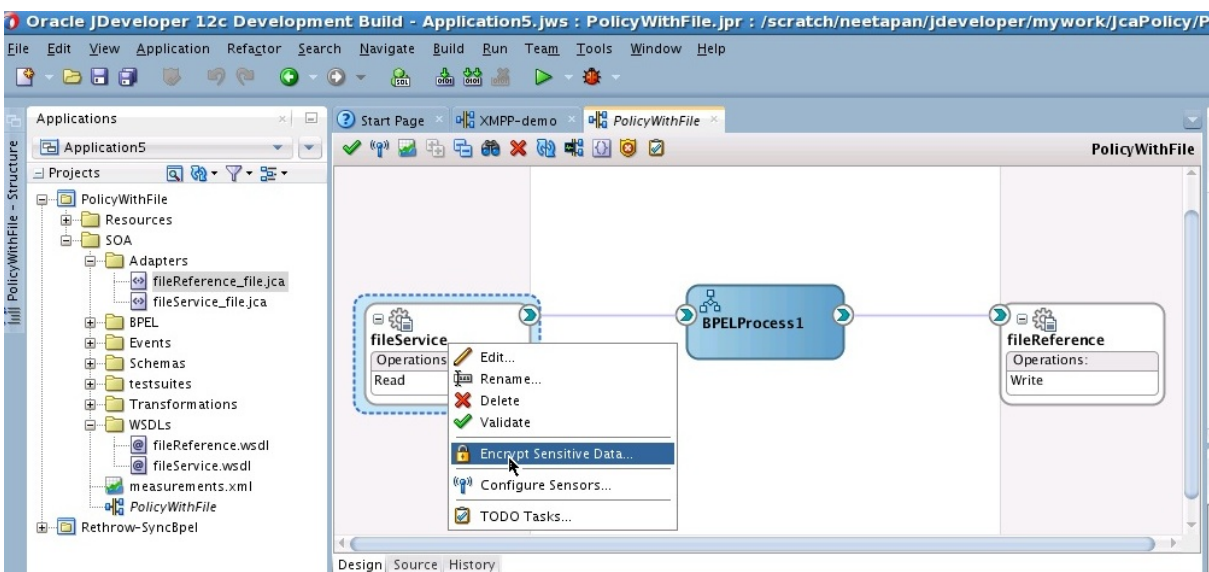 Oracle JDeveloper 12c Development Build - Application5.jws : PolicyWithFile.jpr : /scratch/neetapan/jdeveloper/mywork/JcaPolicy/P
File Edit View Application Refactor Search Navigate Build Run Team Tools Window Help
Applications
Application5
Projects
PolicyWithFile
Resources
SOA
Adapters
fileReference_file.jca
fileService_file.jca
BPEL
Events
Schemas
testsuites
Transformations
WSDLs
fileReference.wsdl
fileService.wsdl
measurements.xml
PolicyWithFile
Rethrow-SyncBpel
PolicyWithFile - Structure
Start Page XMPP-demo PolicyWithFile
PolicyWithFile
fileService
Operations
Read
BPELProcess1
fileReference
Operations:
Write
Edit...
Rename...
Delete
Validate
Encrypt Sensitive Data...
Configure Sensors...
TODO Tasks...
Design Source History